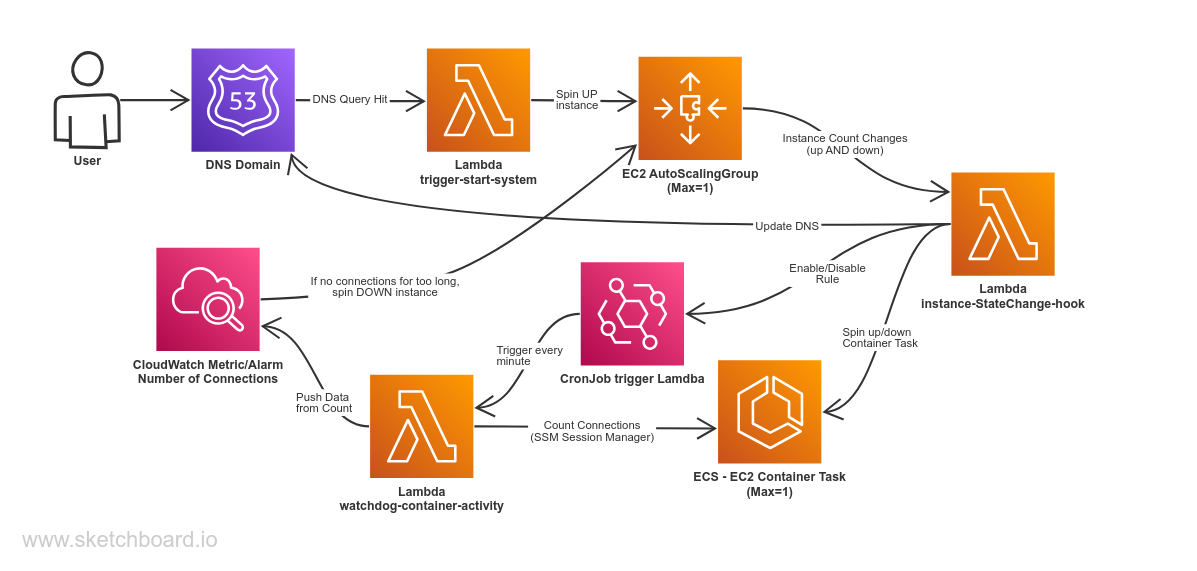 User
53
DNS Domain
DNS Query Hit
Lambda
trigger-start-system
Spin UP
instance
EC2 AutoScalingGroup
(Max=1)
Instance Count Changes
(up AND down)
Update DNS
Lambda
instance-StateChange-hook
Enable/Disable
Rule
Spin up/down
Container Task
If no connections for too long,
spin DOWN instance
CloudWatch Metric/Alarm
Number of Connections
CronJob trigger Lamdba
Trigger every
minute
Push Data
from Count
Count Connections
(SSM Session Manager)
Lambda
watchdog-container-activity
ECS - EC2 Container Task
(Max=1)
www.sketchboard.io